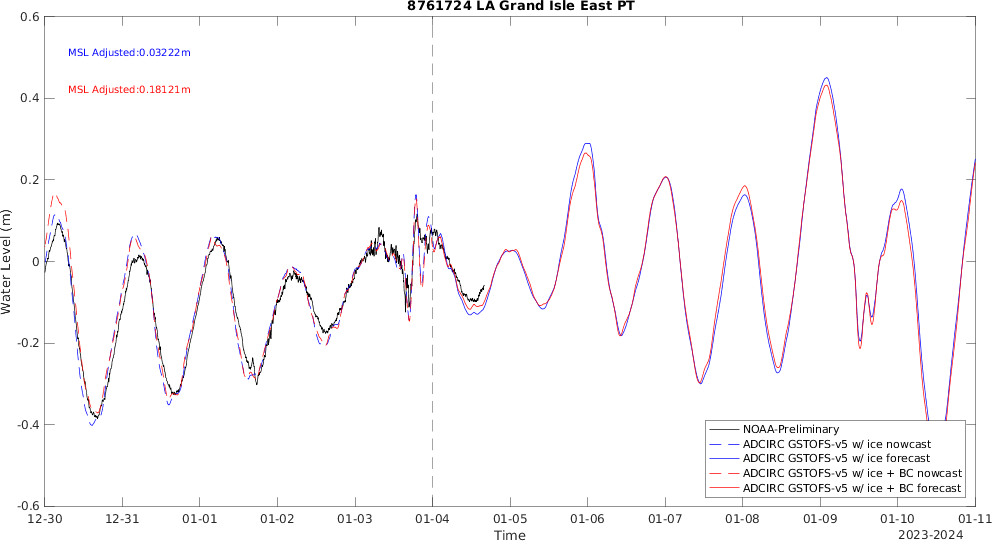 8761724 LA Grand Isle East PT
MSL Adjusted:0.03222m
MSL Adjusted:0.18121m
Water Level (m)
0.6
0.4
0.2
0
-0.2
-0.4
-0.6
NOAA-Preliminary
ADCIRC GSTOFS-v5 w/ ice nowcast
ADCIRC GSTOFS-v5 w/ ice forecast
ADCIRC GSTOFS-v5 w/ ice + BC nowcast
ADCIRC GSTOFS-v5 w/ ice + BC forecast
12-30 12-31 01-01 01-02 01-03 01-04 01-05 01-06 01-07 01-08 01-09 01-10 01-11
Time
2023-2024